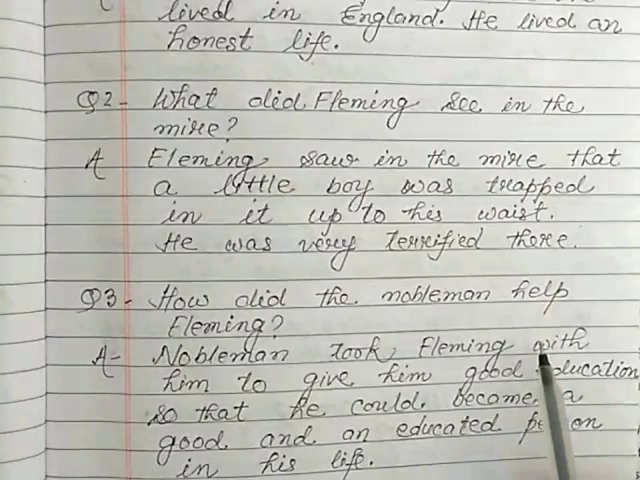 lived in England. He lived an
honest life.
Q2- What did Fleming see in the
mire?
A Fleming saw in the mire that
a little boy was trapped
in it up to his waist.
He was very terrified there.
Q3- How did the nobleman help
Fleming?
A- Nobleman took Fleming with
him to give him good education
so that he could become a
good and an educated
in his life.